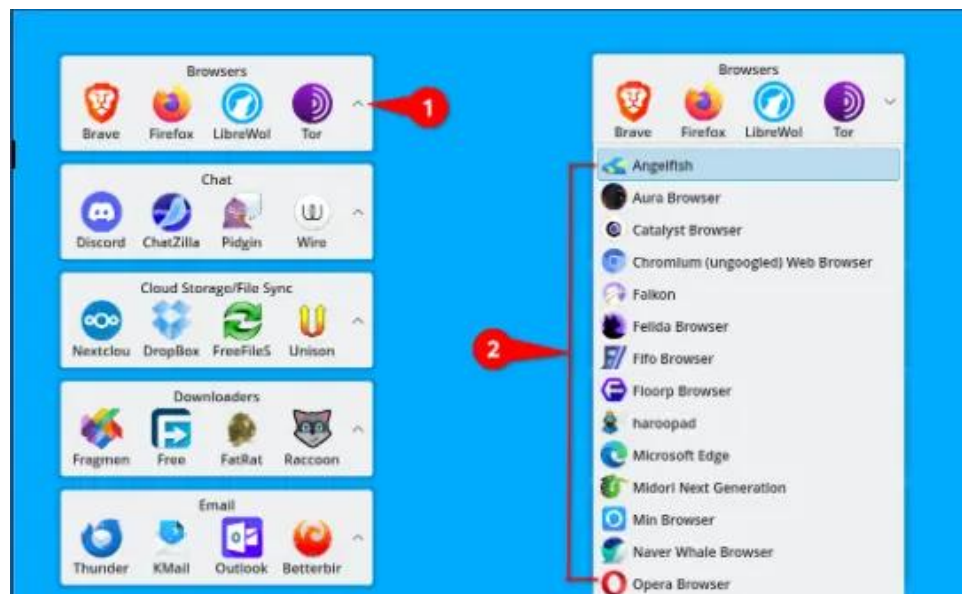 Browsers
Brave Firefox LibreWol Tor
1
Chat
Discord ChatZilla Pidgin Wire
Cloud Storage/File Sync
Nextclou DropBox FreeFileS Unison
Downloaders
Fragmen Free FatRat Raccoon
Email
Thunder KMail Outlook Betterbir
Browsers
Brave Firefox LibreWol Tor
2
Angelfish
Aura Browser
Catalyst Browser
Chromium (ungoogled) Web Browser
Falkon
Felida Browser
Fifo Browser
Floorp Browser
haroopad
Microsoft Edge
Midori Next Generation
Min Browser
Naver Whale Browser
Opera Browser